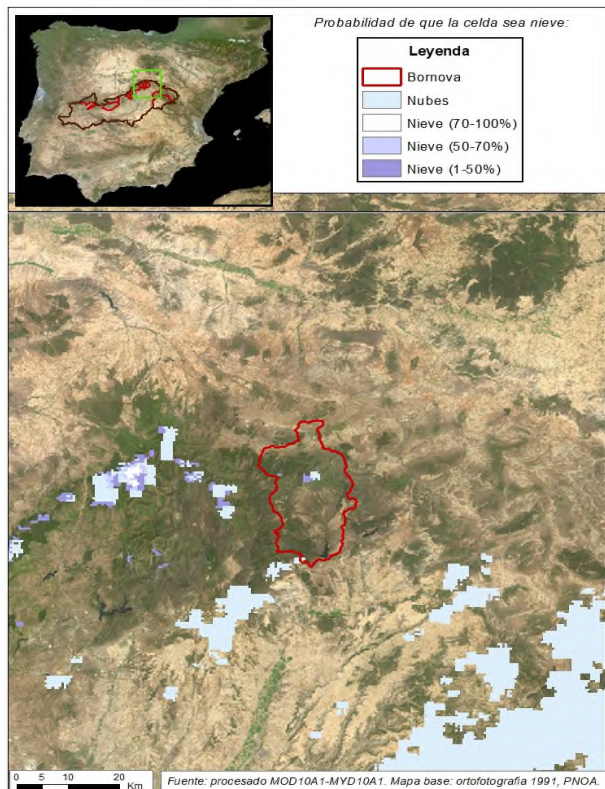 Probabilidad de que la celda sea nieve:
Leyenda
Bornova
Nubes
Nieve (70-100%)
Nieve (50-70%)
Nieve (1-50%)
0 5 10 20
Km
Fuente: procesado MOD10A1-MYD10A1. Mapa base: ortofotografía 1991, PNOA.